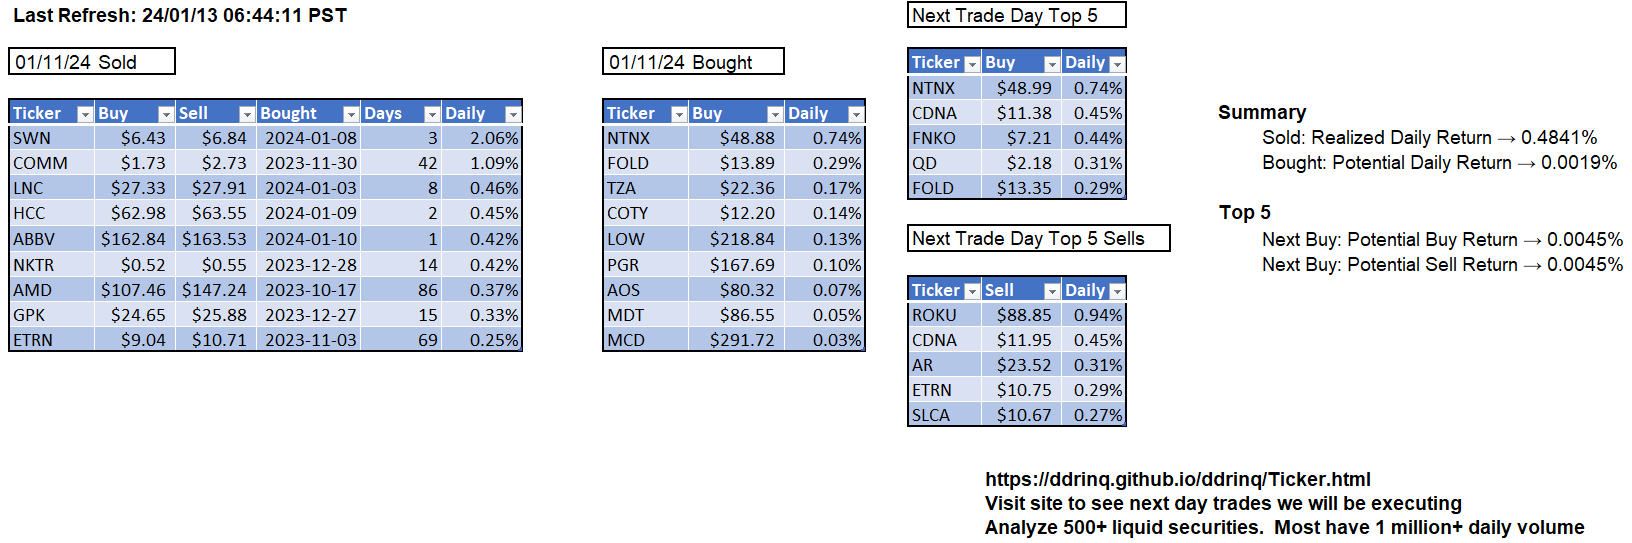 Last Refresh: 24/01/13 06:44:11 PST
01/11/24 Sold
Ticker Buy Sell Bought Days Daily
SWN $6.43 $6.84 2024-01-08 3 2.06%
COMM $1.73 $2.73 2023-11-30 42 1.09%
LNC $27.33 $27.91 2024-01-03 8 0.46%
HCC $62.98 $63.55 2024-01-09 2 0.45%
ABBV $162.84 $163.53 2024-01-10 1 0.42%
NKTR $0.52 $0.55 2023-12-28 14 0.42%
AMD $107.46 $147.24 2023-10-17 86 0.37%
GPK $24.65 $25.88 2023-12-27 15 0.33%
ETRN $9.04 $10.71 2023-11-03 69 0.25%
01/11/24 Bought
Ticker Buy Daily
NTNX $48.88 0.74%
FOLD $13.89 0.29%
TZA $22.36 0.17%
COTY $12.20 0.14%
LOW $218.84 0.13%
PGR $167.69 0.10%
AOS $80.32 0.07%
MDT $86.55 0.05%
MCD $291.72 0.03%
Next Trade Day Top 5
Ticker Buy Daily
NTNX $48.99 0.74%
CDNA $11.38 0.45%
FNKO $7.21 0.44%
QD $2.18 0.31%
FOLD $13.35 0.29%
Next Trade Day Top 5 Sells
Ticker Sell Daily
ROKU $88.85 0.94%
CDNA $11.95 0.45%
AR $23.52 0.31%
ETRN $10.75 0.29%
SLCA $10.67 0.27%
Summary
Sold: Realized Daily Return → 0.4841%
Bought: Potential Daily Return → 0.0019%
Top 5
Next Buy: Potential Buy Return → 0.0045%
Next Buy: Potential Sell Return → 0.0045%
https://ddrinq.github.io/ddrinq/Ticker.html
Visit site to see next day trades we will be executing
Analyze 500+ liquid securities.  Most have 1 million+ daily volume